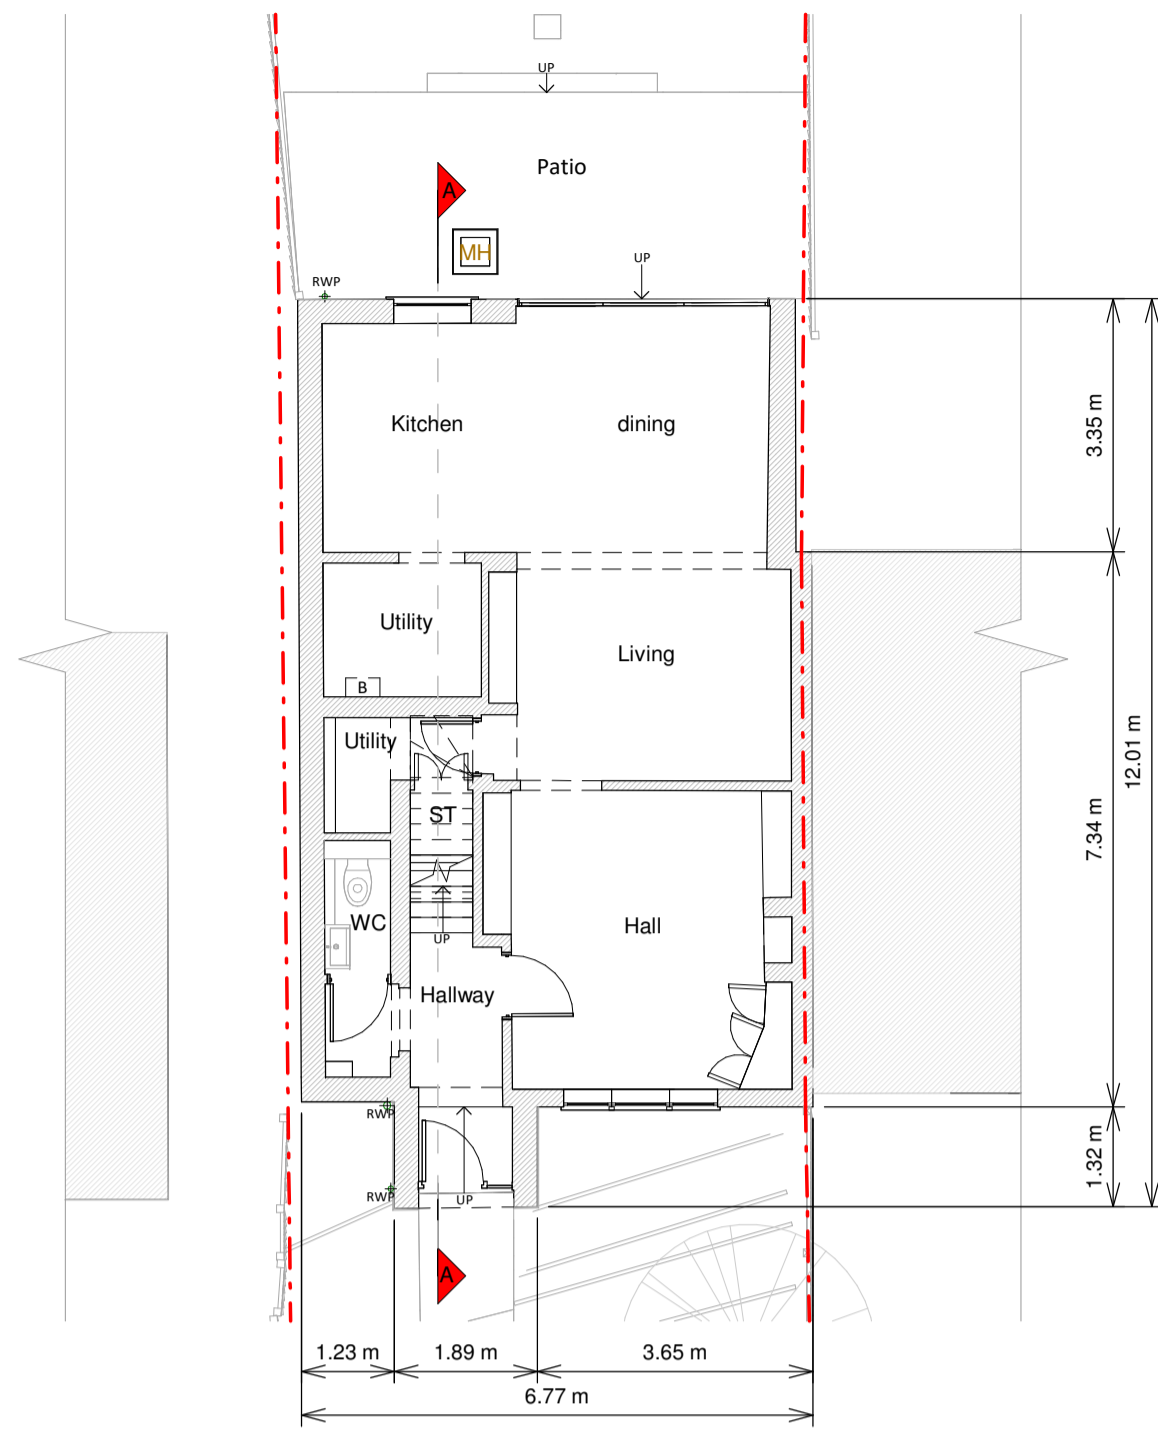 UP
Patio
A
MH
UP
RWP
Kitchen
dining
3.35 m
12.01 m
Utility
B
Living
Utility
ST
7.34 m
WC
UP
Hall
Hallway
RWP
1.32 m
RWP
UP
A
1.23 m
1.89 m
3.65 m
6.77 m